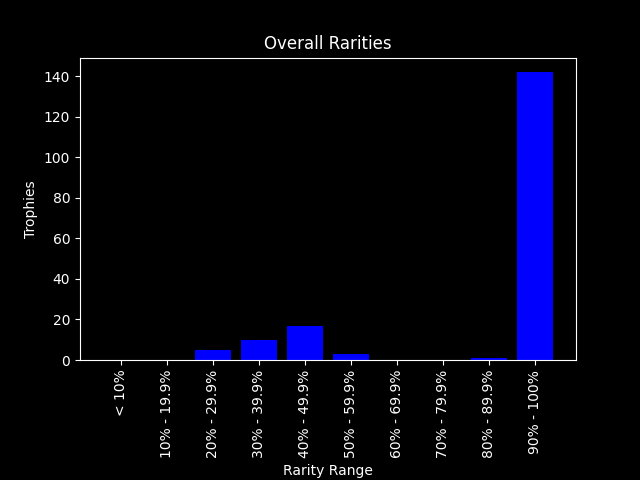 Overall Rarities
Trophies
140
120
100
80
60
40
20
0
< 10%
10% - 19.9%
20% - 29.9%
30% - 39.9%
40% - 49.9%
50% - 59.9%
60% - 69.9%
70% - 79.9%
80% - 89.9%
90% - 100%
Rarity Range